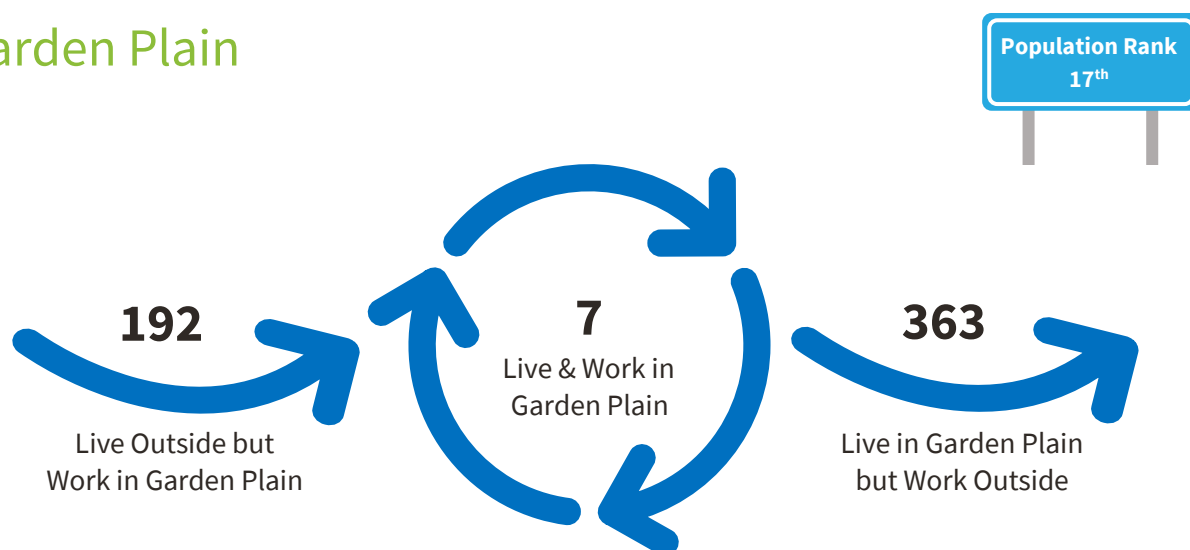 arden Plain
Population Rank
17th
192
Live Outside but
Work in Garden Plain
7
Live & Work in
Garden Plain
363
Live in Garden Plain
but Work Outside